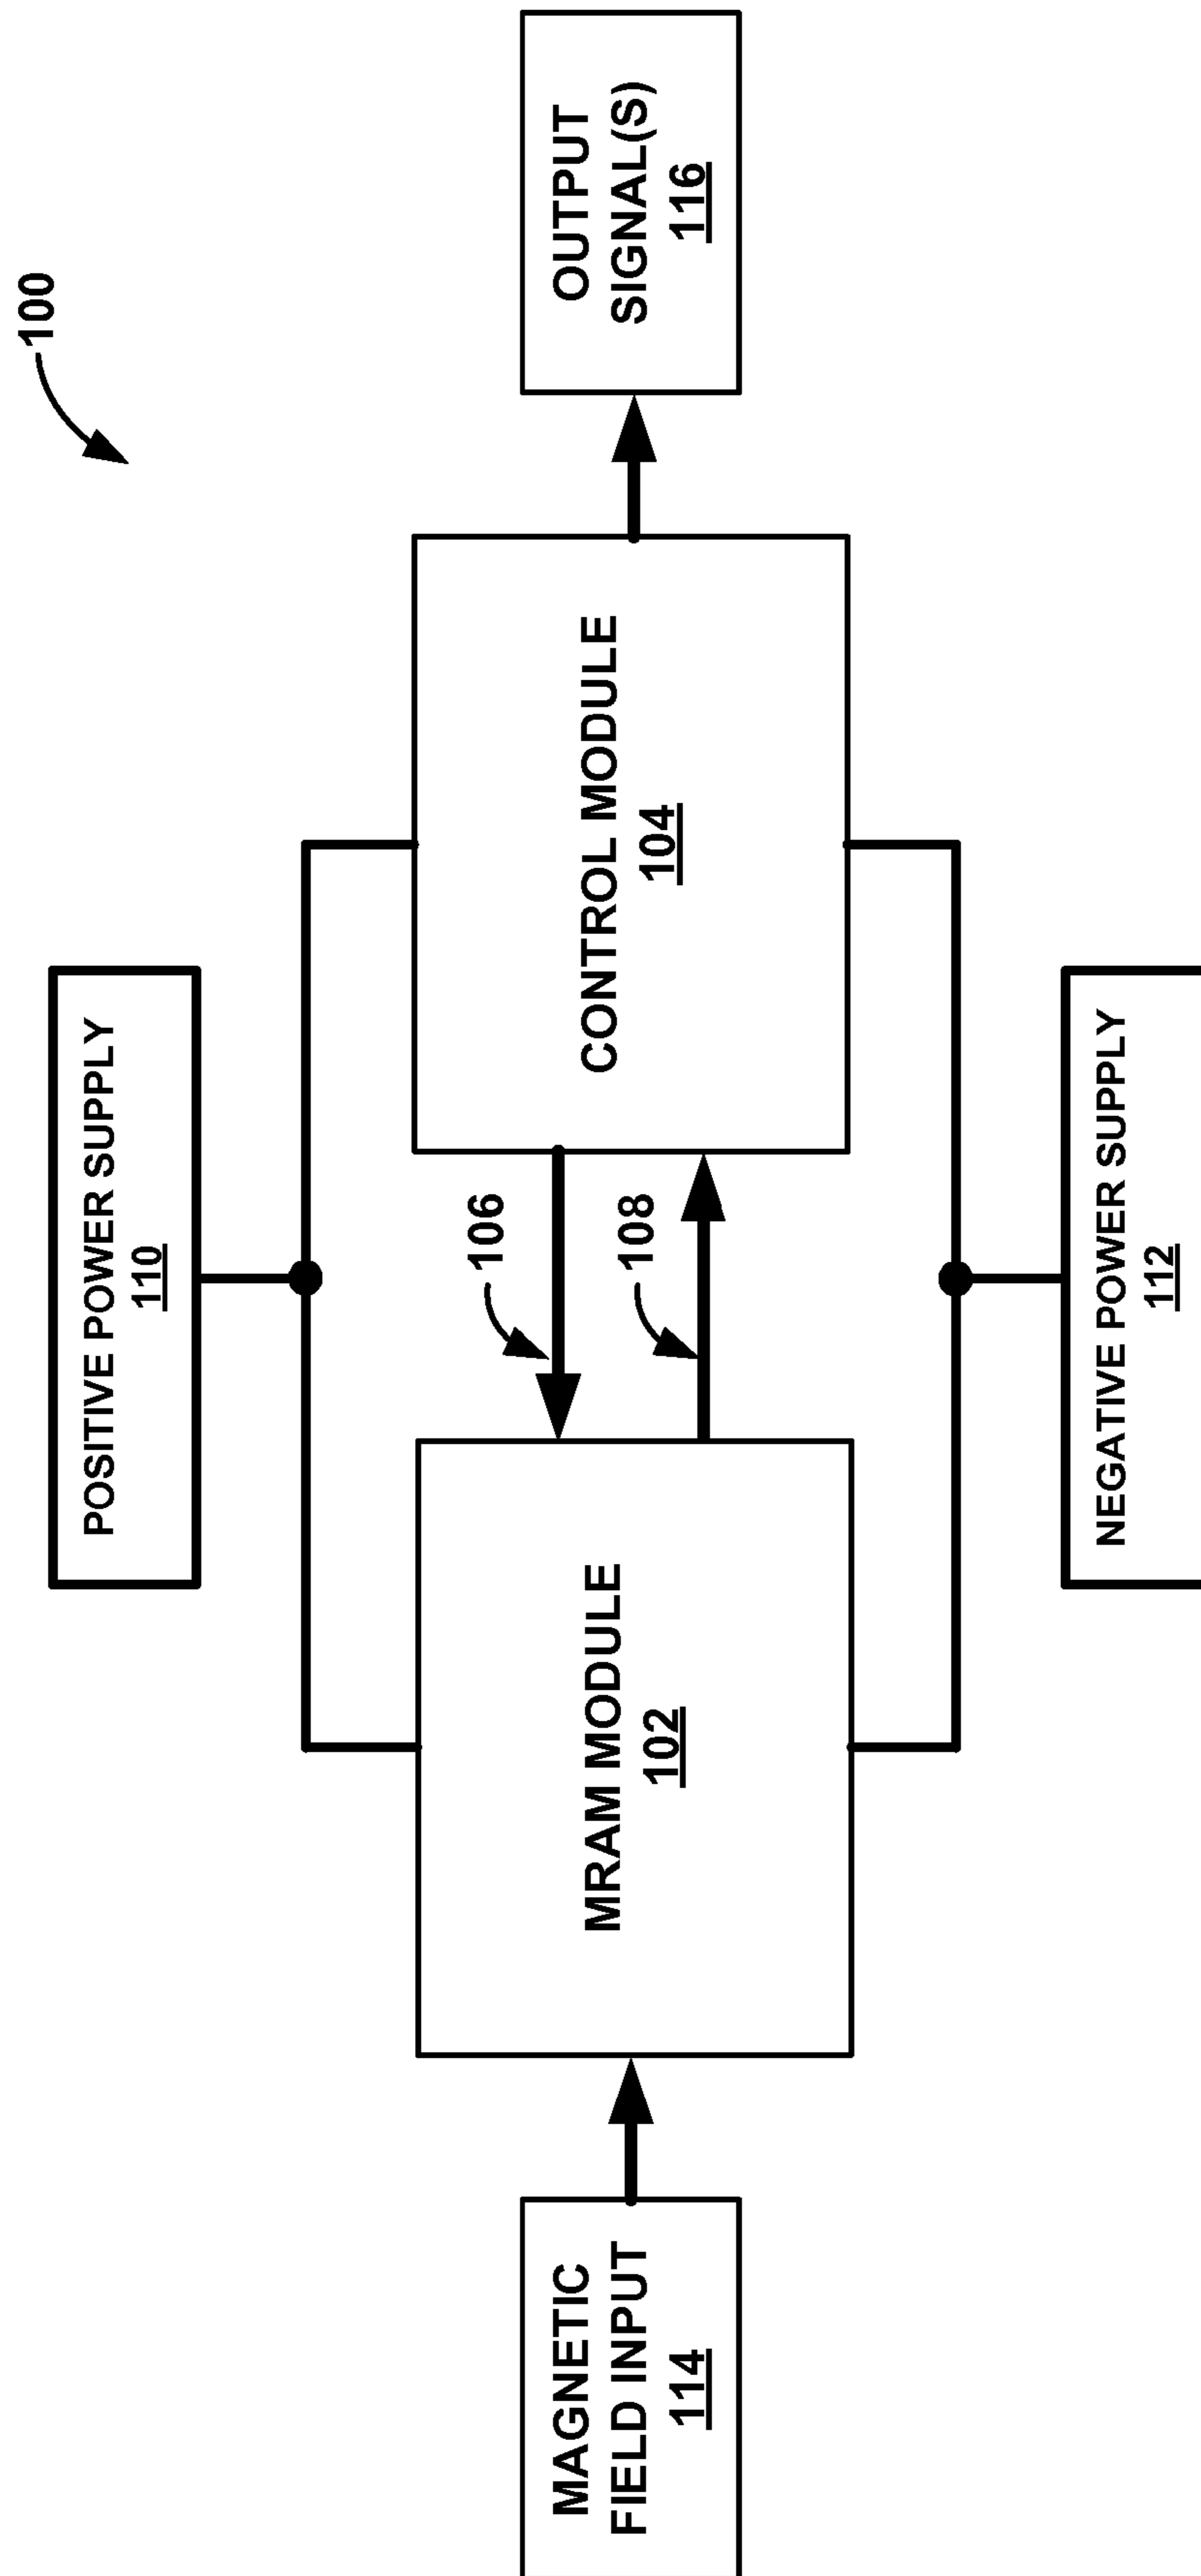 100
POSITIVE POWER SUPPLY
110
MAGNETIC
FIELD INPUT
114
MRAM MODULE
102
106
108
CONTROL MODULE
104
OUTPUT
SIGNAL(S)
116
NEGATIVE POWER SUPPLY
112